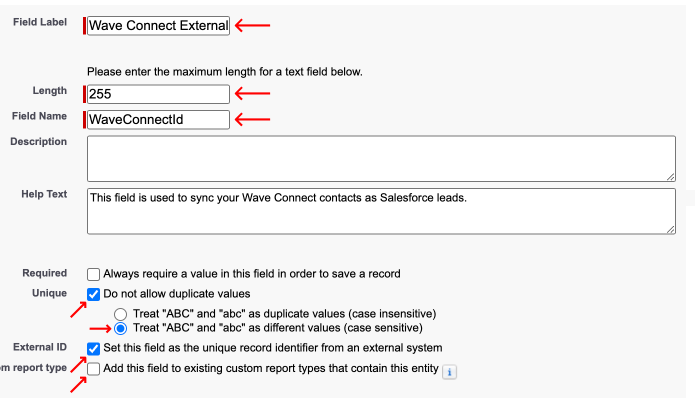 Field Label Wave Connect External
Please enter the maximum length for a text field below.
Length 255
Field Name WaveConnectId
Description
Help Text This field is used to sync your Wave Connect contacts as Salesforce leads.
Required Always require a value in this field in order to save a record
Unique Do not allow duplicate values
Treat "ABC" and "abc" as duplicate values (case insensitive)
Treat "ABC" and "abc" as different values (case sensitive)
External ID Set this field as the unique record identifier from an external system
report type Add this field to existing custom report types that contain this entity i